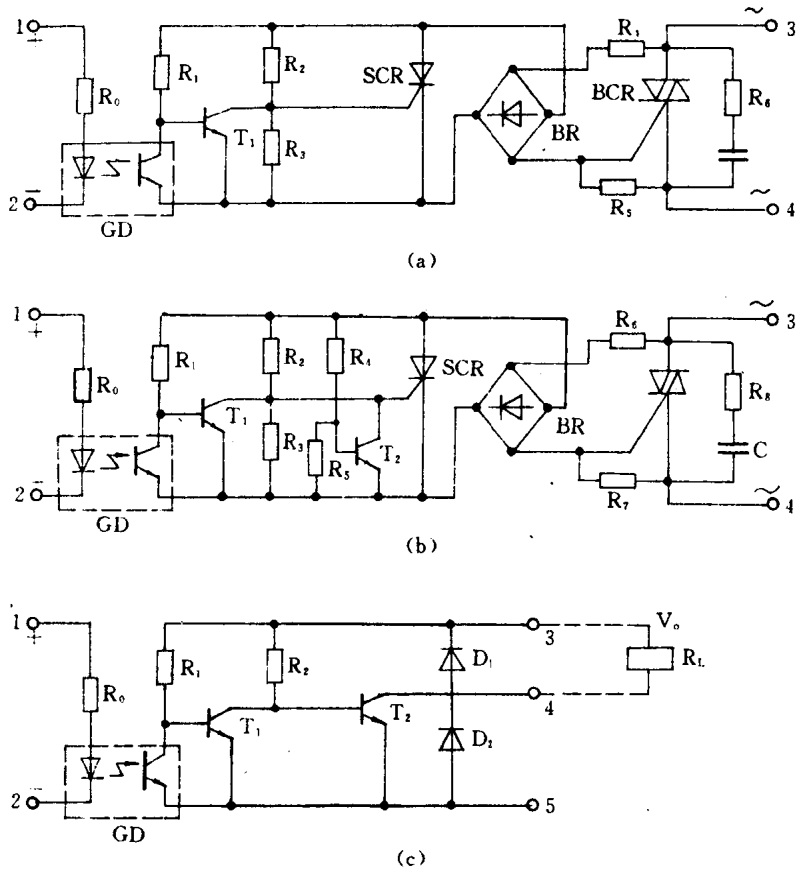 1 + R₀ R₁ R₂ SCR R₁ ~ 3
BCR R₆
T₁ R₃ BR
2 − GD R₅ ~ 4
(a)
1 + R₀ R₁ R₂ R₄ SCR R₆ ~ 3
T₁ R₃ R₅ T₂ BR R₈ C
2 − GD R₇ ~ 4
(b)
1 + R₀ R₁ R₂ D₁ 3 Vₒ R_L
T₁ T₂ 4
D₂
2 − GD 5
(c)